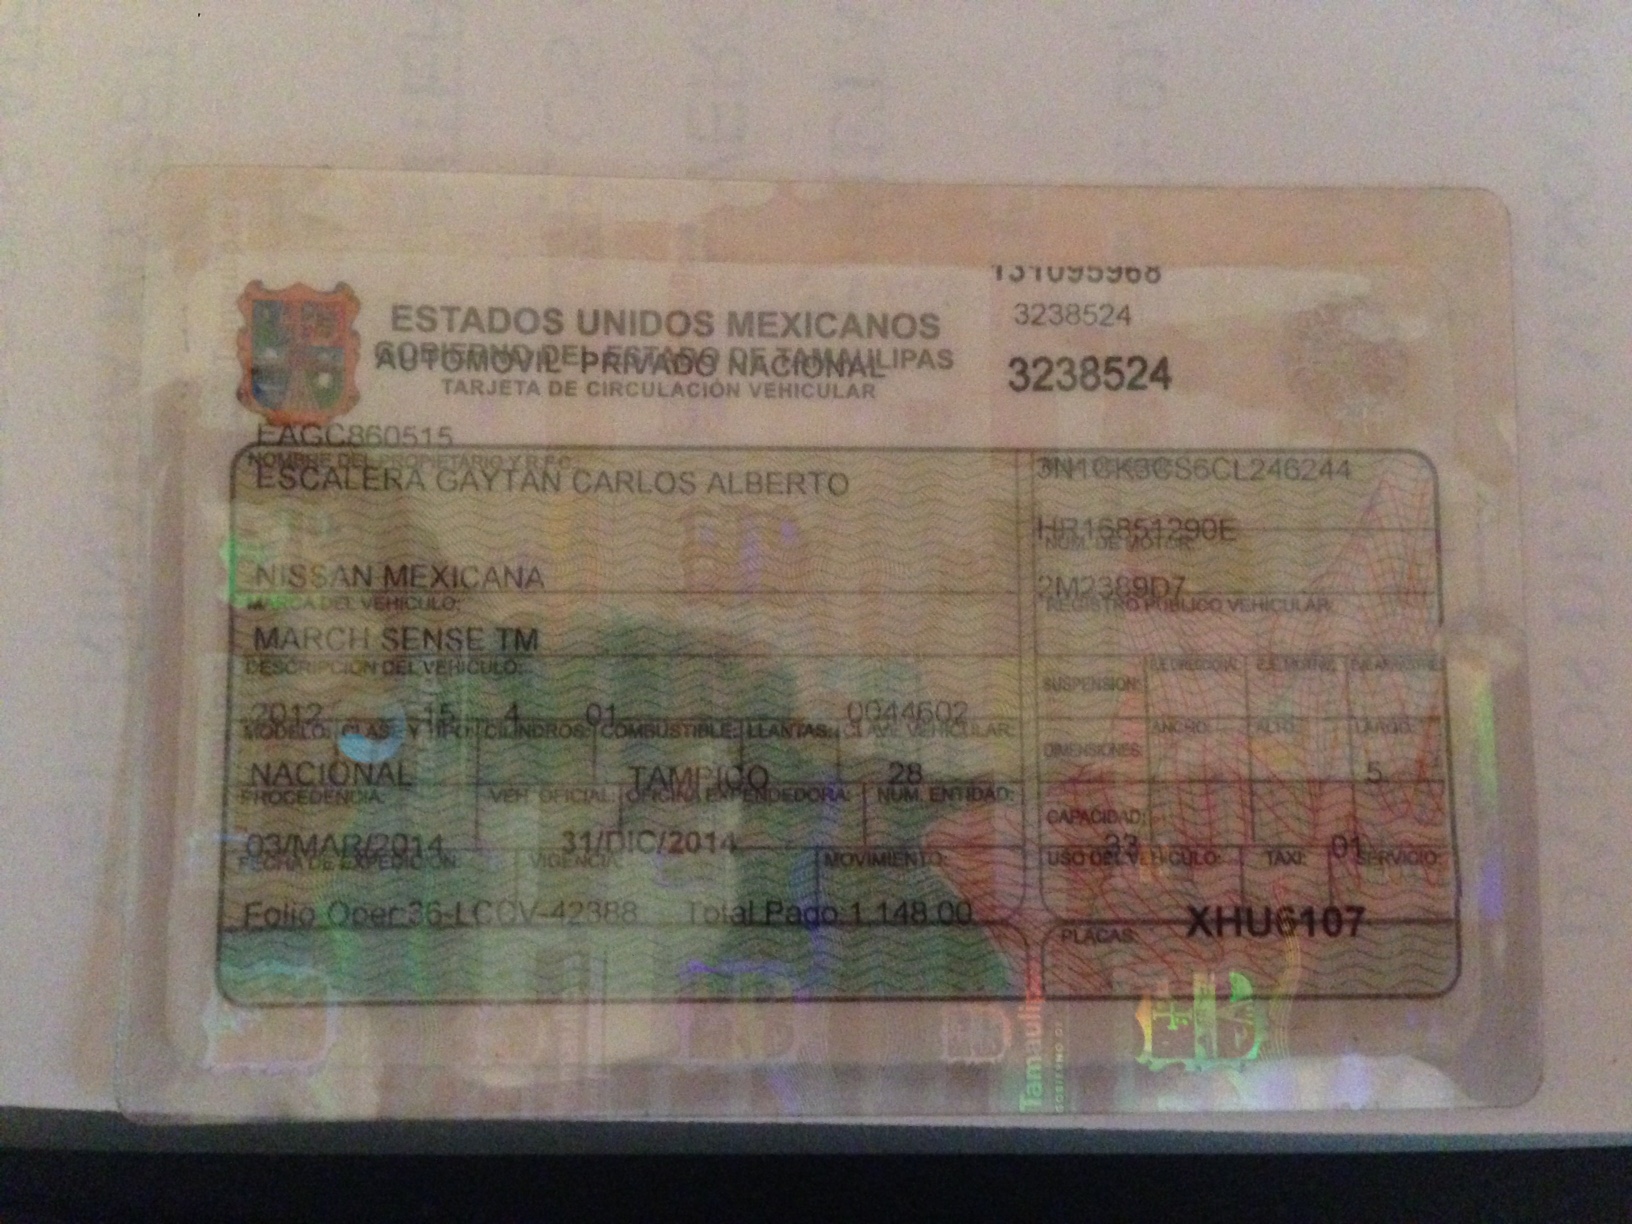 131095968
ESTADOS UNIDOS MEXICANOS
3238524
GOBIERNO DEL ESTADO DE TAMAULIPAS
AUTOMOVIL PRIVADO NACIONAL
3238524
TARJETA DE CIRCULACIÓN VEHICULAR
EAGC860515
NOMBRE DEL PROPIETARIO Y R.F.C.
ESCALERA GAYTAN CARLOS ALBERTO
3N1CK3CS6CL246244
HR16851290E
NUM. DE MOTOR:
NISSAN MEXICANA
2M2389D7
MARCA DEL VEHICULO:
REGISTRO PUBLICO VEHICULAR:
MARCH SENSE TM
DESCRIPCION DEL VEHICULO:
SUSPENSION:
2012 15 4 01 0044602
MODELO: CLASE Y TIPO: CILINDROS: COMBUSTIBLE: LLANTAS: CLAVE VEHICULAR:
ANCHO: ALTO: LARGO:
DIMENSIONES:
NACIONAL TAMPICO 28 5
PROCEDENCIA: VEH. OFICIAL: OFICINA EXPENDEDORA: NUM. ENTIDAD:
CAPACIDAD:
03/MAR/2014 31/DIC/2014 33 01
FECHA DE EXPEDICION: VIGENCIA: MOVIMIENTO: USO DEL VEHICULO: TAXI: SERVICIO:
Folio Oper:36-LCOV-42388 Total Pago 1,148.00
PLACAS: XHU6107
Tamaulipas
GOBIERNO DE